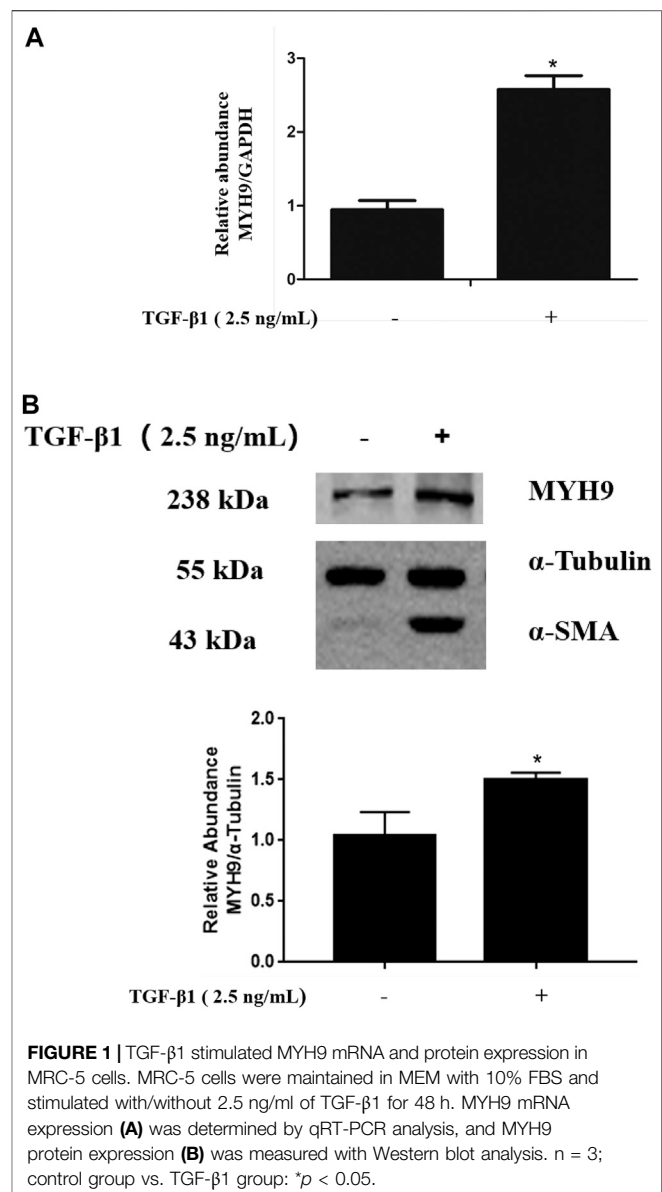 A
Relative abundance
MYH9/GAPDH
3
2
1
0
*
TGF-β1 ( 2.5 ng/mL)
-
+
B
TGF-β1 ( 2.5 ng/mL)
-
+
238 kDa
MYH9
55 kDa
α-Tubulin
43 kDa
α-SMA
Relative Abundance
MYH9/α-Tubulin
2.0
1.5
1.0
0.5
0.0
*
TGF-β1 ( 2.5 ng/mL)
-
+
FIGURE 1 | TGF-β1 stimulated MYH9 mRNA and protein expression in
MRC-5 cells. MRC-5 cells were maintained in MEM with 10% FBS and
stimulated with/without 2.5 ng/ml of TGF-β1 for 48 h. MYH9 mRNA
expression (A) was determined by qRT-PCR analysis, and MYH9
protein expression (B) was measured with Western blot analysis. n = 3;
control group vs. TGF-β1 group: *p < 0.05.